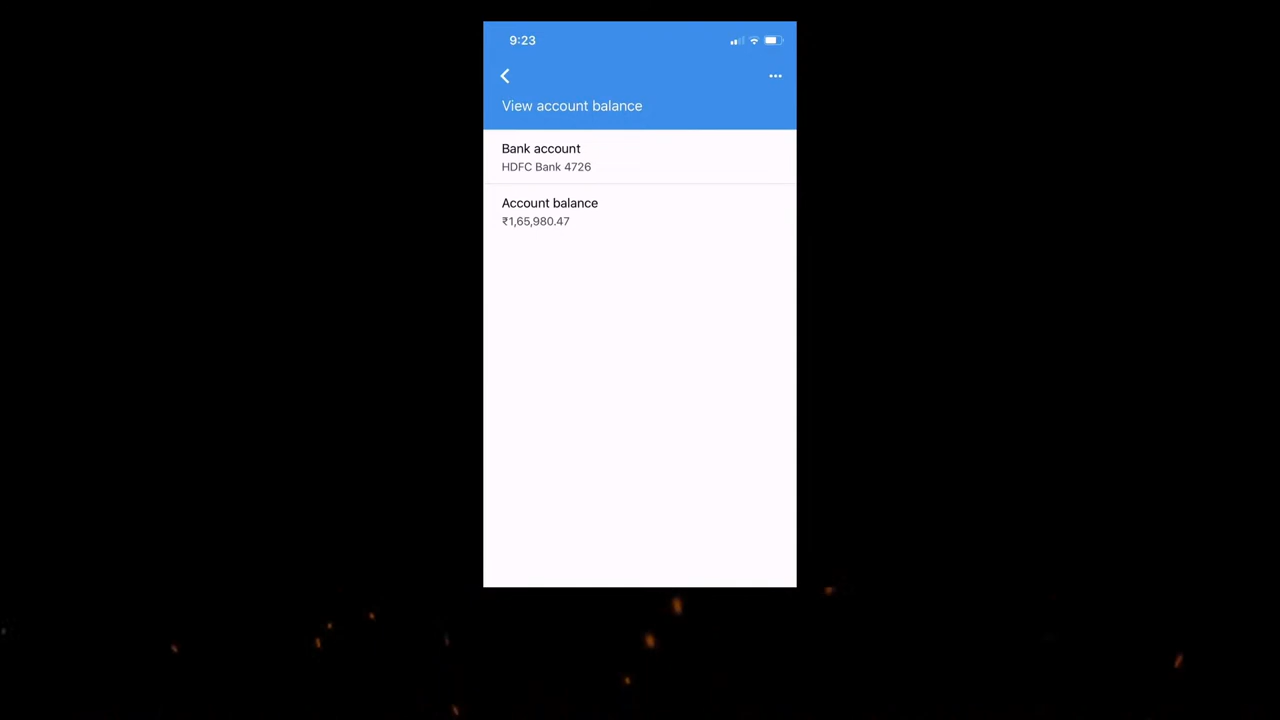 9:23
View account balance
Bank account
HDFC Bank 4726
Account balance
₹1,65,980.47